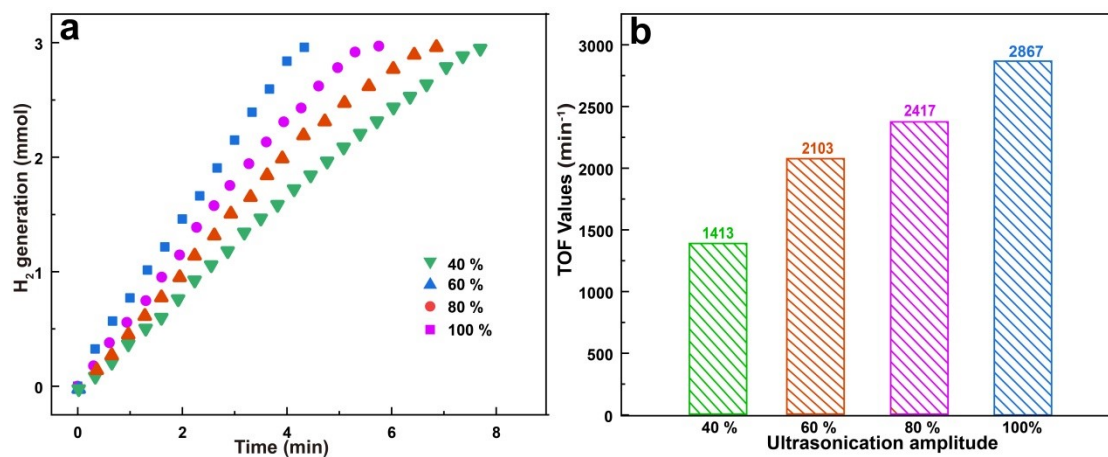 a
H₂ generation (mmol)
3
2
1
0
40 %
60 %
80 %
100 %
0 2 4 6 8
Time (min)
b
TOF Values (min⁻¹)
3000
2500
2000
1500
1000
500
0
1413
2103
2417
2867
40 % 60 % 80 % 100%
Ultrasonication amplitude